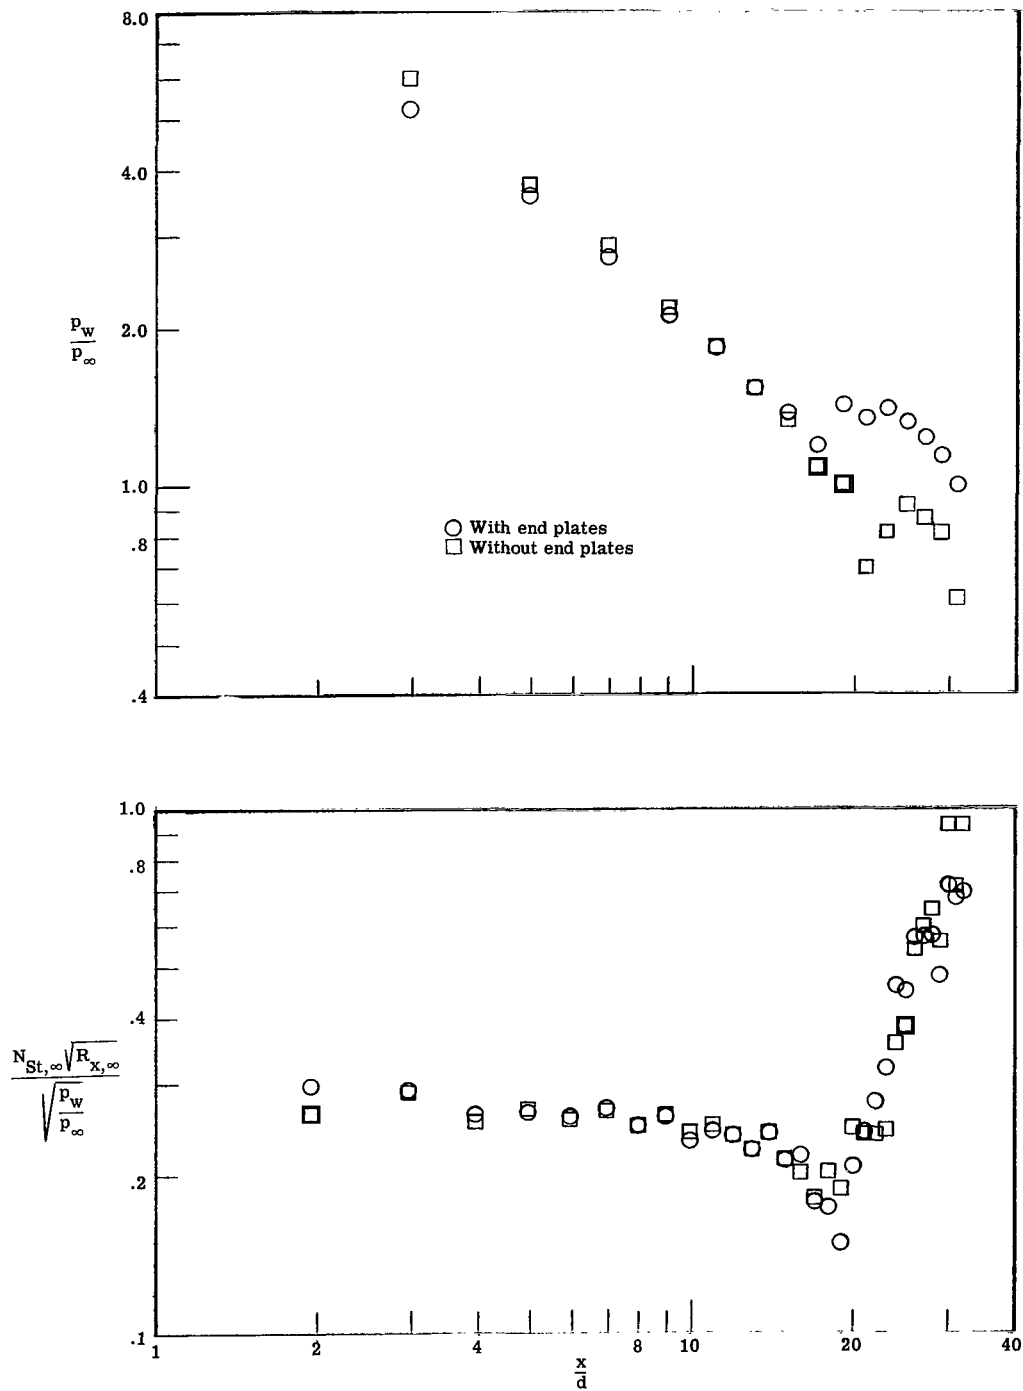 8.0
4.0
2.0
p_w
p_∞
1.0
.8
.4
With end plates
Without end plates
1.0
.8
.4
.2
.1
N_St,∞ √R_x,∞
√p_w
p_∞
1 2 4 8 10 20 40
x
d